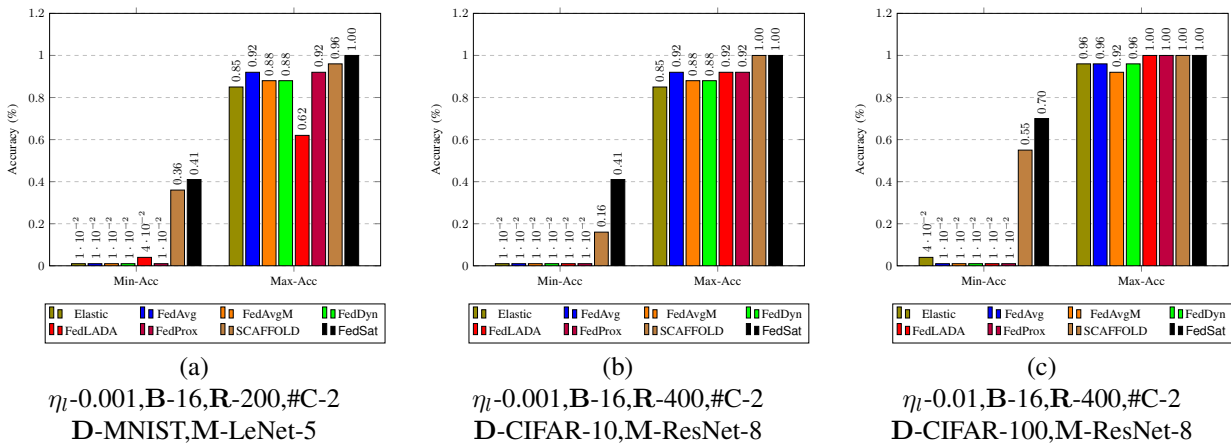 1.2
1
0.8
0.6
0.4
0.2
0
Accuracy (%)
1 · 10⁻²
1 · 10⁻²
1 · 10⁻²
1 · 10⁻²
4 · 10⁻²
1 · 10⁻²
0.36
0.41
0.85
0.92
0.88
0.88
0.62
0.92
0.96
1.00
Min-Acc Max-Acc
Elastic FedAvg FedAvgM FedDyn
FedLADA FedProx SCAFFOLD FedSat
(a)
ηₗ-0.001,B-16,R-200,#C-2
D-MNIST,M-LeNet-5
1.2
1
0.8
0.6
0.4
0.2
0
Accuracy (%)
1 · 10⁻²
1 · 10⁻²
1 · 10⁻²
1 · 10⁻²
1 · 10⁻²
1 · 10⁻²
0.16
0.41
0.85
0.92
0.88
0.88
0.92
0.92
1.00
1.00
Min-Acc Max-Acc
Elastic FedAvg FedAvgM FedDyn
FedLADA FedProx SCAFFOLD FedSat
(b)
ηₗ-0.001,B-16,R-400,#C-2
D-CIFAR-10,M-ResNet-8
1.2
1
0.8
0.6
0.4
0.2
0
Accuracy (%)
4 · 10⁻²
1 · 10⁻²
1 · 10⁻²
1 · 10⁻²
1 · 10⁻²
1 · 10⁻²
0.55
0.70
0.96
0.96
0.92
0.96
1.00
1.00
1.00
1.00
Min-Acc Max-Acc
Elastic FedAvg FedAvgM FedDyn
FedLADA FedProx SCAFFOLD FedSat
(c)
ηₗ-0.01,B-16,R-400,#C-2
D-CIFAR-100,M-ResNet-8